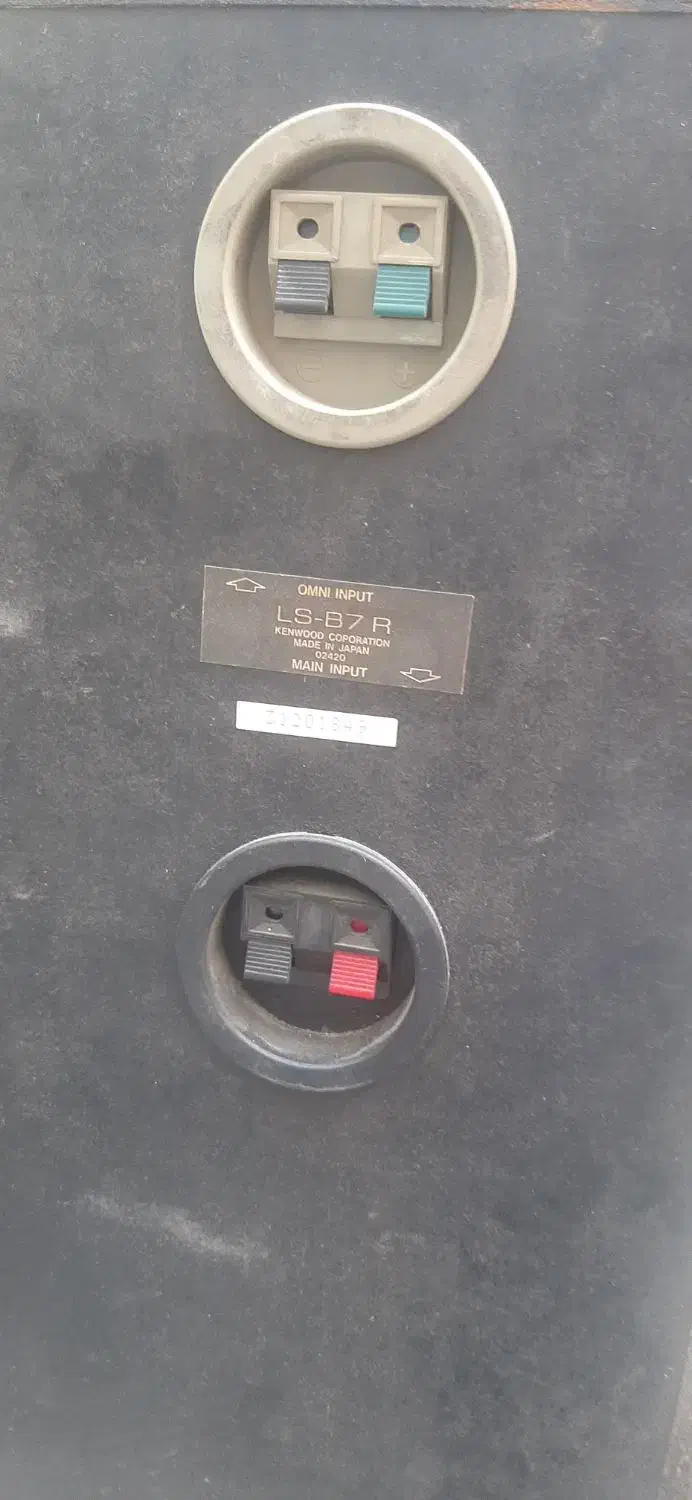 − +
OMNI INPUT
LS-B7 R
KENWOOD COPORATION
MADE IN JAPAN
02420
MAIN INPUT